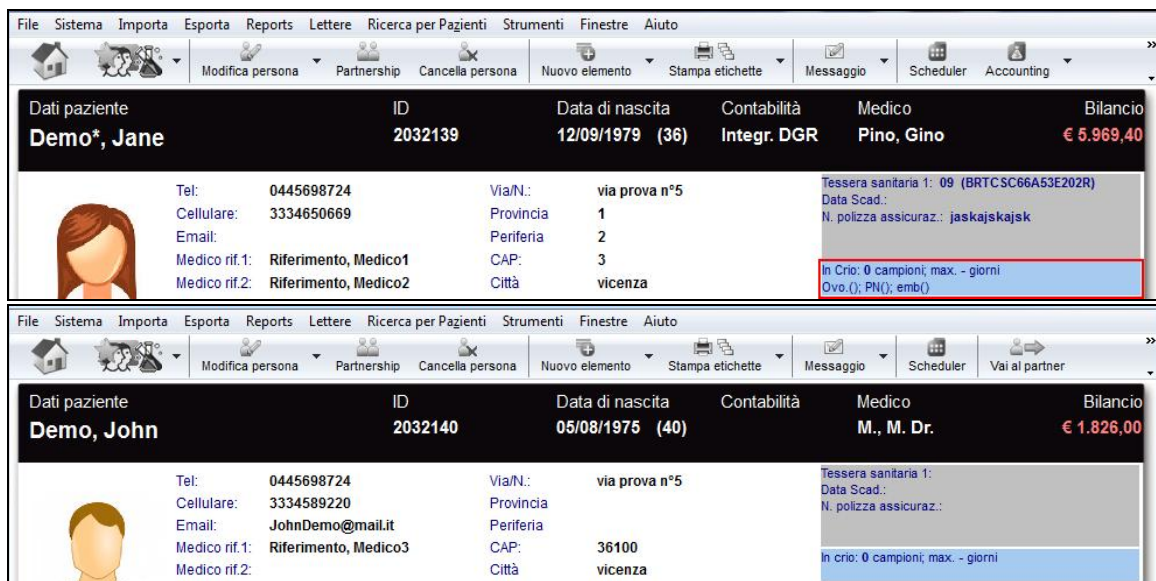 File Sistema Importa Esporta Reports Lettere Ricerca per Pazienti Strumenti Finestre Aiuto
Modifica persona Partnership Cancella persona Nuovo elemento Stampa etichette Messaggio Scheduler Accounting »
Dati paziente ID Data di nascita Contabilità Medico Bilancio
Demo*, Jane 2032139 12/09/1979 (36) Integr. DGR Pino, Gino € 5.969,40
Tel: 0445698724 Via/N.: via prova n°5 Tessera sanitaria 1: 09 (BRTCSC66A53E202R)
Data Scad.:
Cellulare: 3334650669 Provincia 1 N. polizza assicuraz.: jaskajskajsk
Email: Periferia 2
Medico rif.1: Riferimento, Medico1 CAP: 3 In Crio: 0 campioni; max. - giorni
Medico rif.2: Riferimento, Medico2 Città vicenza Ovo.(); PN(); emb()
File Sistema Importa Esporta Reports Lettere Ricerca per Pazienti Strumenti Finestre Aiuto
Modifica persona Partnership Cancella persona Nuovo elemento Stampa etichette Messaggio Scheduler Vai al partner »
Dati paziente ID Data di nascita Contabilità Medico Bilancio
Demo, John 2032140 05/08/1975 (40) M., M. Dr. € 1.826,00
Tel: 0445698724 Via/N.: via prova n°5 Tessera sanitaria 1:
Data Scad.:
Cellulare: 3334589220 Provincia N. polizza assicuraz.:
Email: JohnDemo@mail.it Periferia
Medico rif.1: Riferimento, Medico3 CAP: 36100 In crio: 0 campioni; max. - giorni
Medico rif.2: Città vicenza